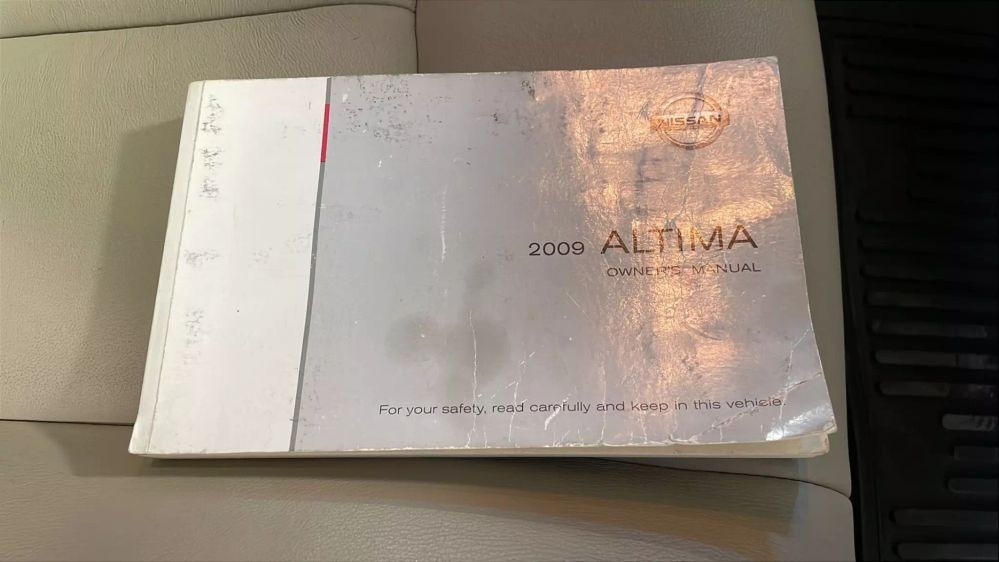 NISSAN
2009 ALTIMA
OWNER'S MANUAL
For your safety, read carefully and keep in this vehicle.